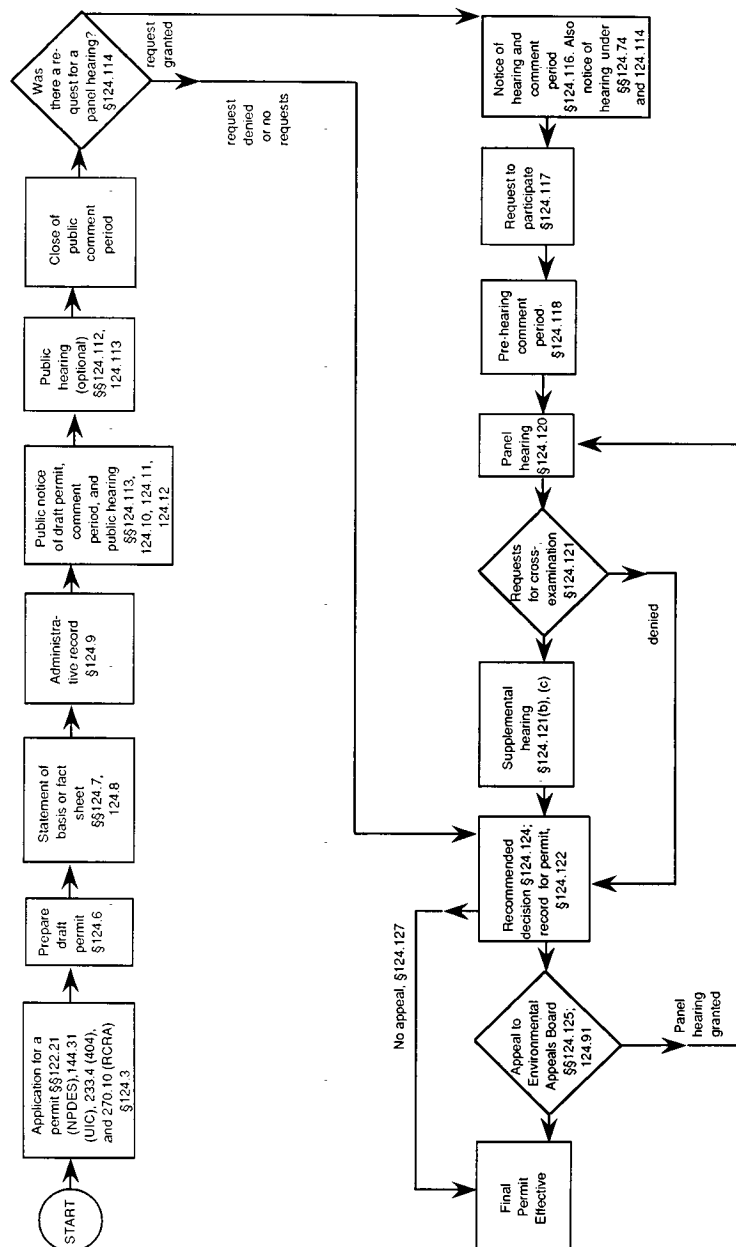 START
Application for a
permit §§122.21
(NPDES),144.31
(UIC), 233.4 (404),
and 270.10 (RCRA)
§124.3
Prepare
draft
permit
§124.6
Statement of
basis or fact
sheet
§§124.7,
124.8
Administra-
tive record
§124.9
Public notice
of draft permit,
comment
period, and
public hearing
§§124.113,
124.10, 124.11,
124.12
Public
hearing
(optional)
§§124.112,
124.113
Close of
public
comment
period
Was
there a re-
quest for a
panel hearing?
§124.114
request
granted
request
denied
or no
requests
Notice of
hearing and
comment
period
§124.116. Also
notice of
hearing under
§§124.74
and 124.114
Request to
participate
§124.117
Pre-hearing
comment
period
§124.118
Panel
hearing
§124.120
Requests
for cross-
examination
§124.121
denied
Supplemental
hearing
§124.121(b), (c)
Recommended
decision §124.124;
record for permit,
§124.122
No appeal, §124.127
Appeal to
Environmental
Appeals Board
§§124.125;
124.91
Panel
hearing
granted
Final
Permit
Effective